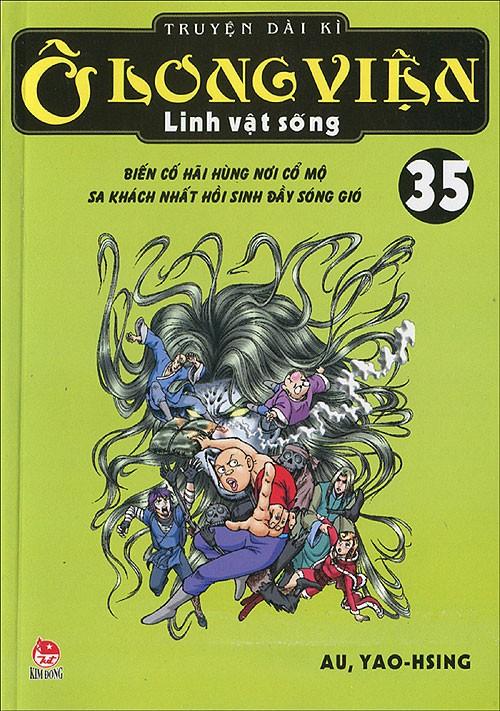 TRUYỆN DÀI KÌ
Ô LONG VIỆN
Linh vật sống
BIẾN CỐ HÃI HÙNG NƠI CỔ MỘ
SA KHÁCH NHẤT HỒI SINH ĐẦY SÓNG GIÓ
35
KIM ĐỒNG
AU, YAO-HSING